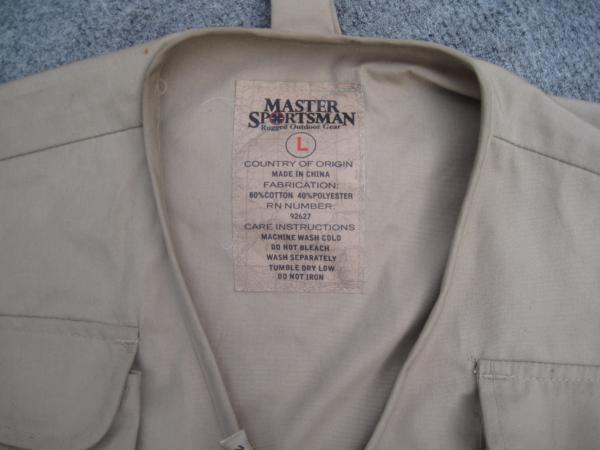 MASTER
SPORTSMAN
Rugged Outdoor Gear
L
COUNTRY OF ORIGIN
MADE IN CHINA
FABRICATION:
60%COTTON 40%POLYESTER
RN NUMBER:
92627
CARE INSTRUCTIONS
MACHINE WASH COLD
DO NOT BLEACH
WASH SEPARATELY
TUMBLE DRY LOW
DO NOT IRON